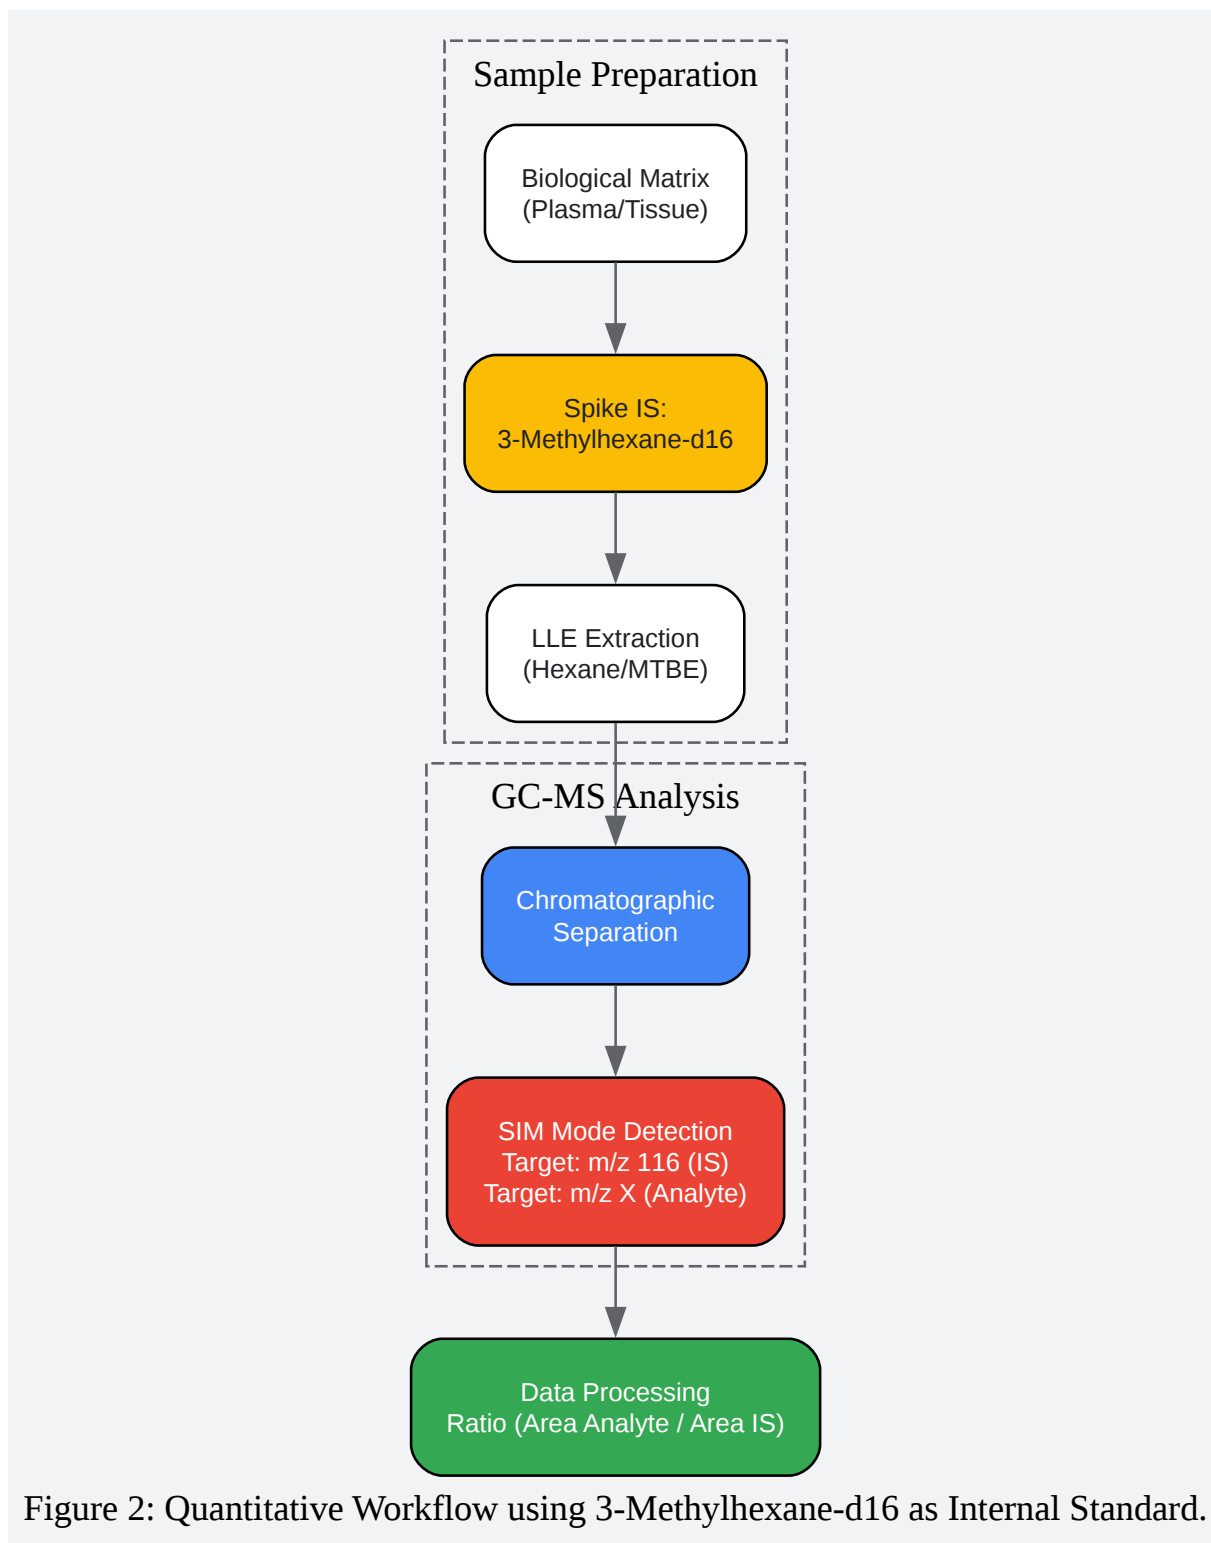 Sample Preparation
Biological Matrix
(Plasma/Tissue)
Spike IS:
3-Methylhexane-d16
LLE Extraction
(Hexane/MTBE)
GC-MS Analysis
Chromatographic
Separation
SIM Mode Detection
Target: m/z 116 (IS)
Target: m/z X (Analyte)
Data Processing
Ratio (Area Analyte / Area IS)
Figure 2: Quantitative Workflow using 3-Methylhexane-d16 as Internal Standard.